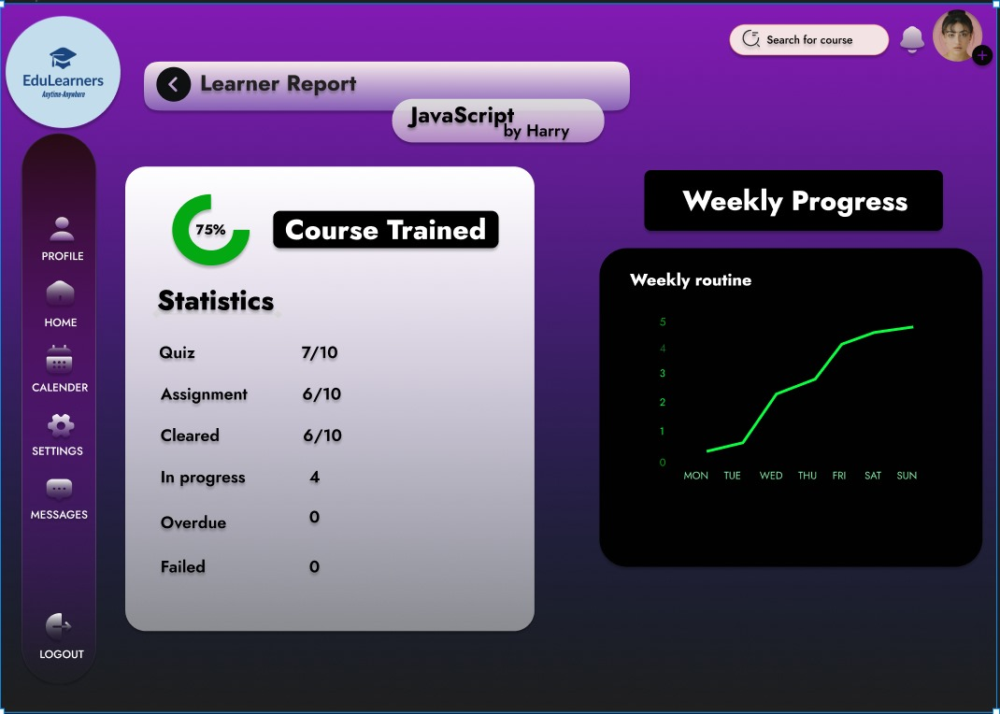 EduLearners
Anytime-Anywhere
Search for course
Learner Report
JavaScript
by Harry
PROFILE
HOME
CALENDER
SETTINGS
MESSAGES
LOGOUT
75%
Course Trained
Statistics
Quiz 7/10
Assignment 6/10
Cleared 6/10
In progress 4
Overdue 0
Failed 0
Weekly Progress
Weekly routine
5
4
3
2
1
0
MON TUE WED THU FRI SAT SUN